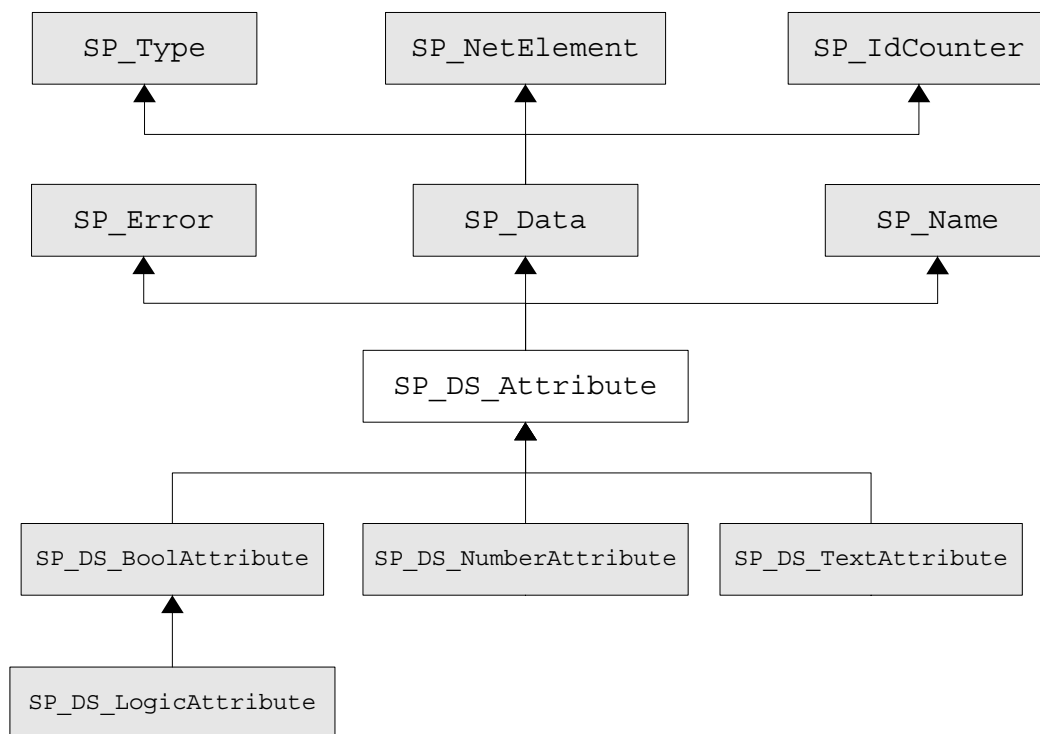 SP_Type
SP_NetElement
SP_IdCounter
SP_Error
SP_Data
SP_Name
SP_DS_Attribute
SP_DS_BoolAttribute
SP_DS_NumberAttribute
SP_DS_TextAttribute
SP_DS_LogicAttribute